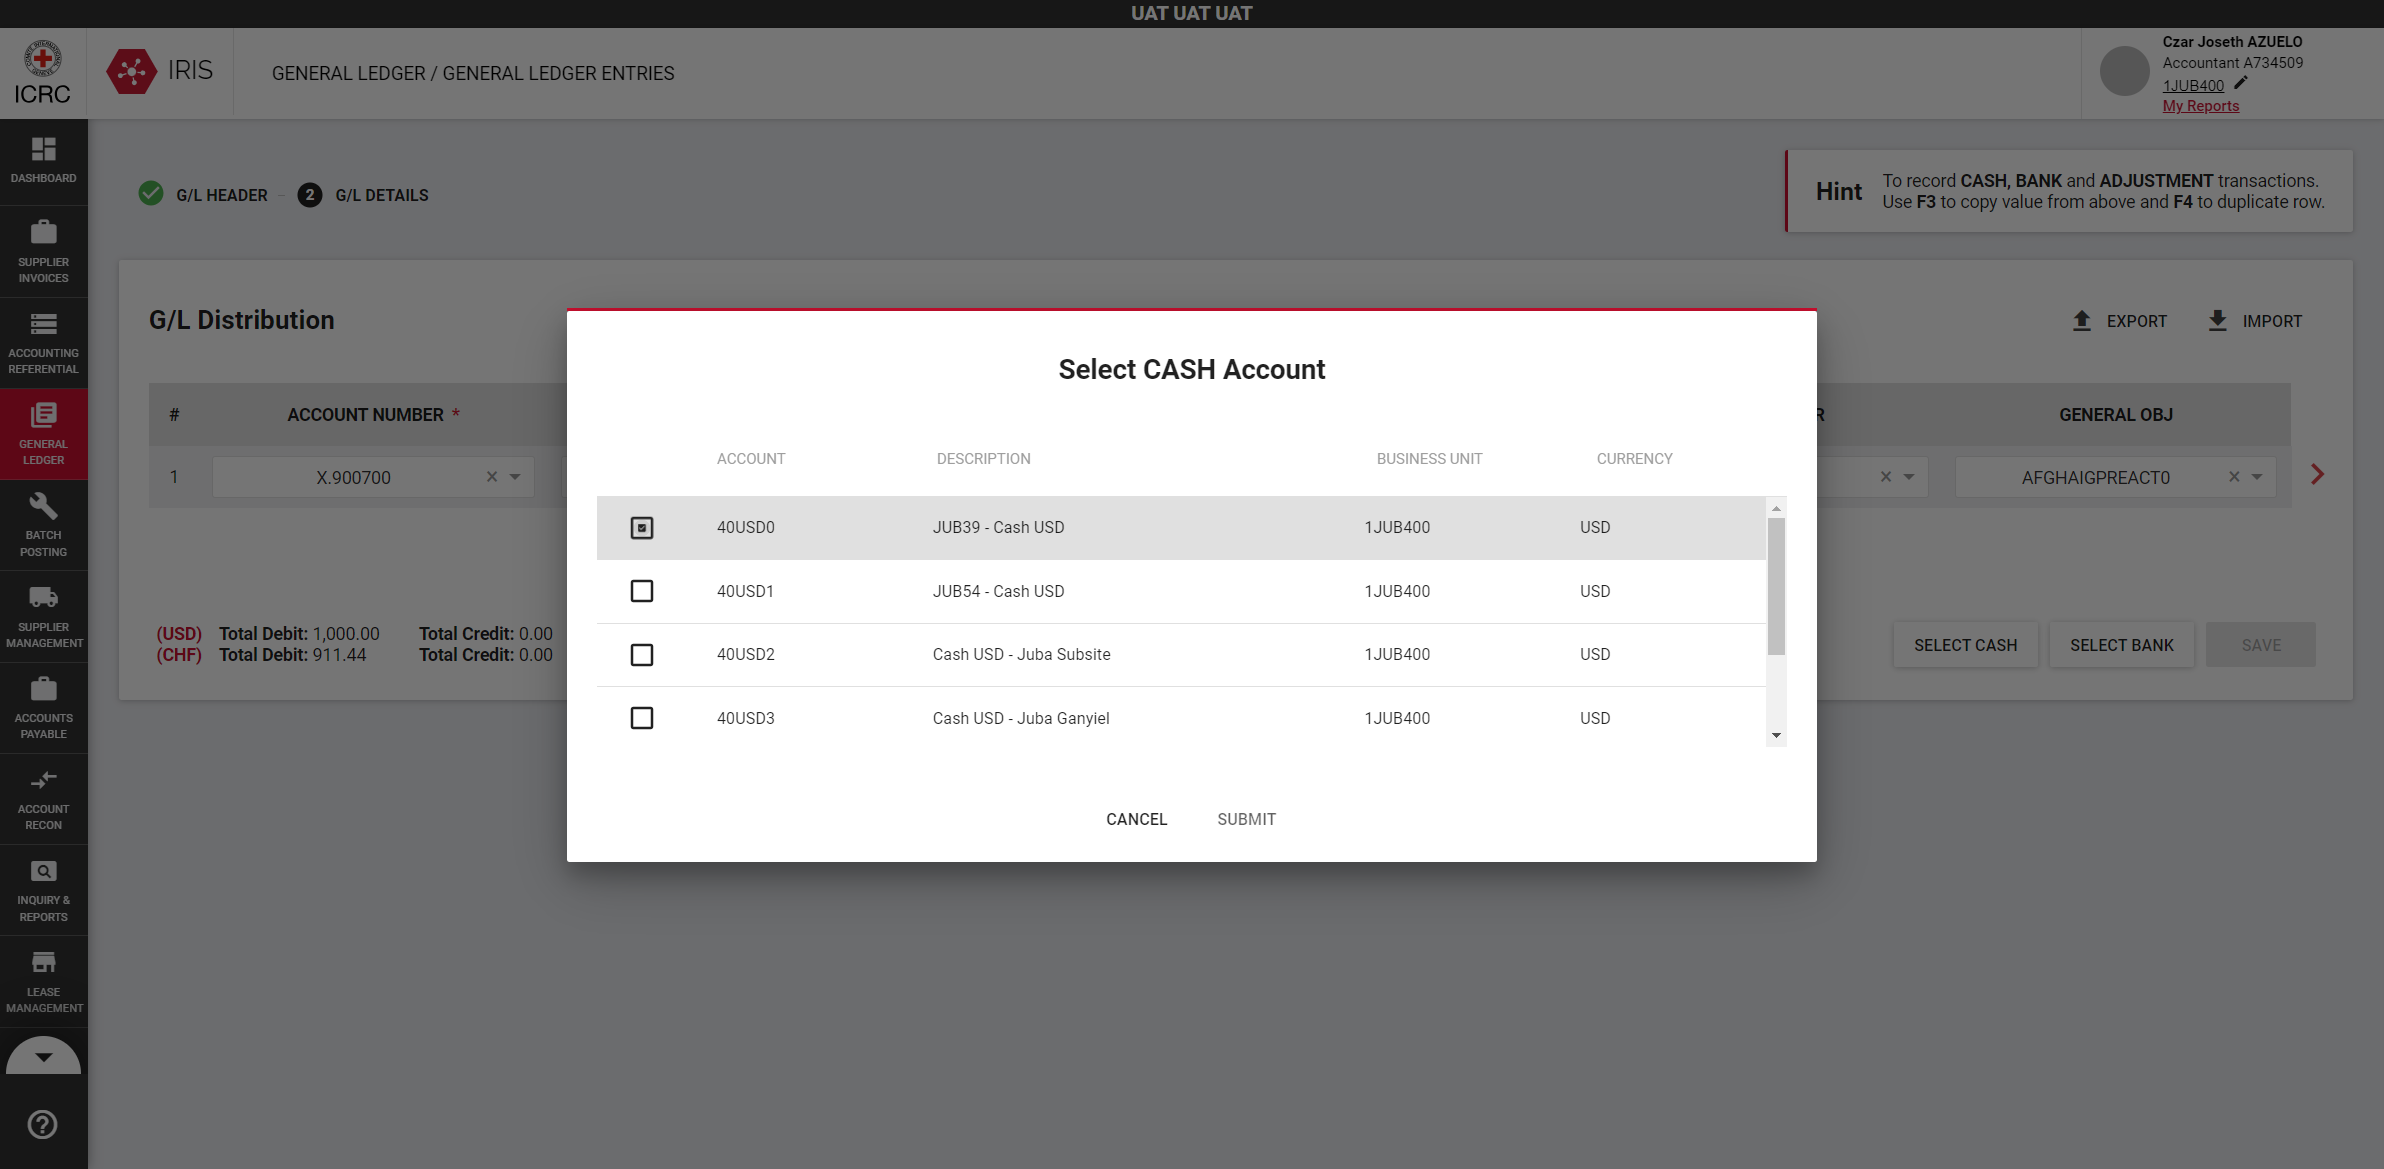 UAT UAT UAT
ICRC
IRIS
GENERAL LEDGER / GENERAL LEDGER ENTRIES
Czar Joseth AZUELO
Accountant A734509
1JUB400
My Reports
DASHBOARD
SUPPLIER
INVOICES
ACCOUNTING
REFERENTIAL
GENERAL
LEDGER
BATCH
POSTING
SUPPLIER
MANAGEMENT
ACCOUNTS
PAYABLE
ACCOUNT
RECON
INQUIRY &
REPORTS
LEASE
MANAGEMENT
G/L HEADER
2 G/L DETAILS
Hint
To record CASH, BANK and ADJUSTMENT transactions.
Use F3 to copy value from above and F4 to duplicate row.
G/L Distribution
EXPORT IMPORT
# ACCOUNT NUMBER * R GENERAL OBJ
1 X.900700 AFGHAIGPREACT0
(USD) Total Debit: 1,000.00 Total Credit: 0.00
(CHF) Total Debit: 911.44 Total Credit: 0.00
SELECT CASH SELECT BANK SAVE
Select CASH Account
ACCOUNT DESCRIPTION BUSINESS UNIT CURRENCY
40USD0 JUB39 - Cash USD 1JUB400 USD
40USD1 JUB54 - Cash USD 1JUB400 USD
40USD2 Cash USD - Juba Subsite 1JUB400 USD
40USD3 Cash USD - Juba Ganyiel 1JUB400 USD
CANCEL SUBMIT